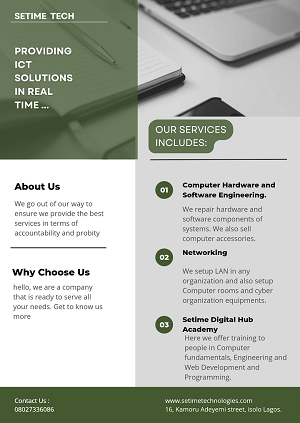 SETIME TECH
PROVIDING
ICT
SOLUTIONS
IN REAL
TIME ...
OUR SERVICES
INCLUDES:
About Us
We go out of our way to
ensure we provide the best
services in terms of
accountability and probity
Why Choose Us
hello, we are a company
that is ready to serve all
your needs. Get to know us
more
01
Computer Hardware and
Software Engineering.
We repair hardware and
software components of
systems. We also sell
computer accessories.
02
Networking
We setup LAN in any
organization and also setup
Computer rooms and cyber
organization equipments.
03
Setime Digital Hub
Academy
Here we offer training to
people in Computer
fundamentals, Engineering and
Web Development and
Programming.
Contact Us :
08027336086
www.setimetechnologies.com
16, Kamoru Adeyemi street, isolo Lagos.